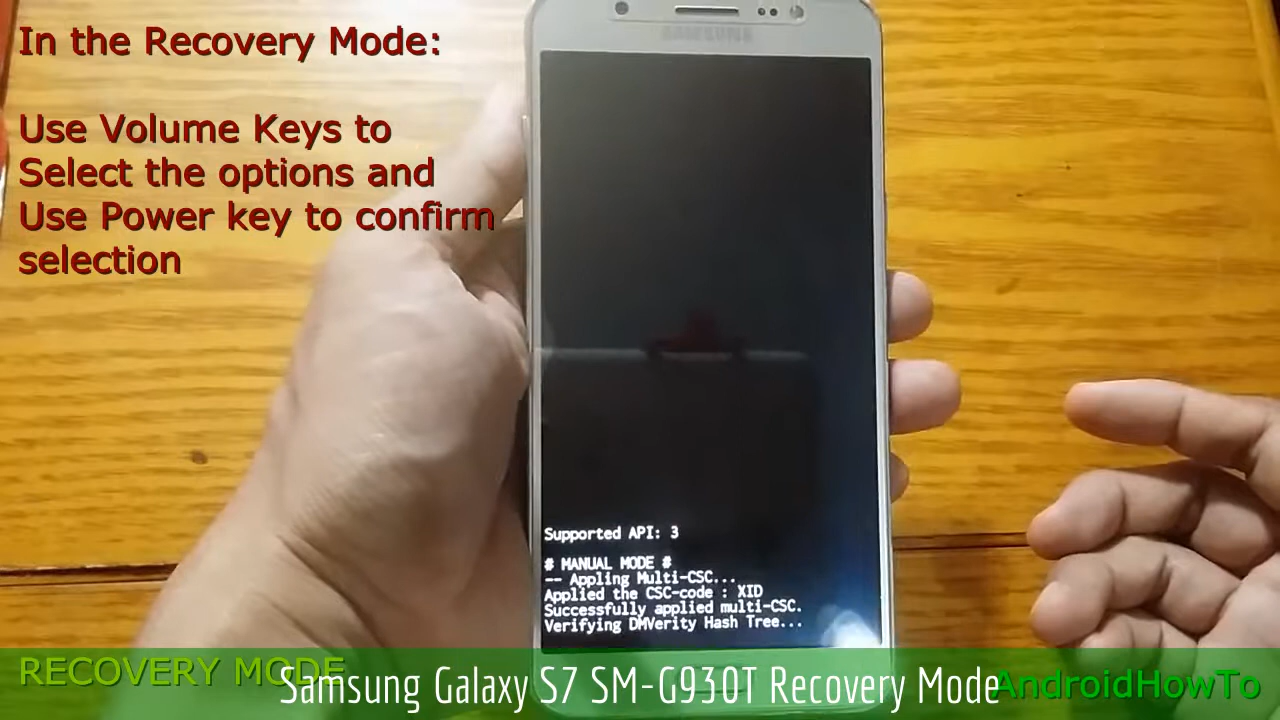 In the Recovery Mode:
Use Volume Keys to
Select the options and
Use Power key to confirm
selection
SAMSUNG
Supported API: 3
# MANUAL MODE #
-- Appling Multi-CSC...
Applied the CSC-code : XID
Successfully applied multi-CSC.
Verifying DMVerity Hash Tree...
RECOVERY MODE
Samsung Galaxy S7 SM-G930T Recovery Mode
AndroidHowTo